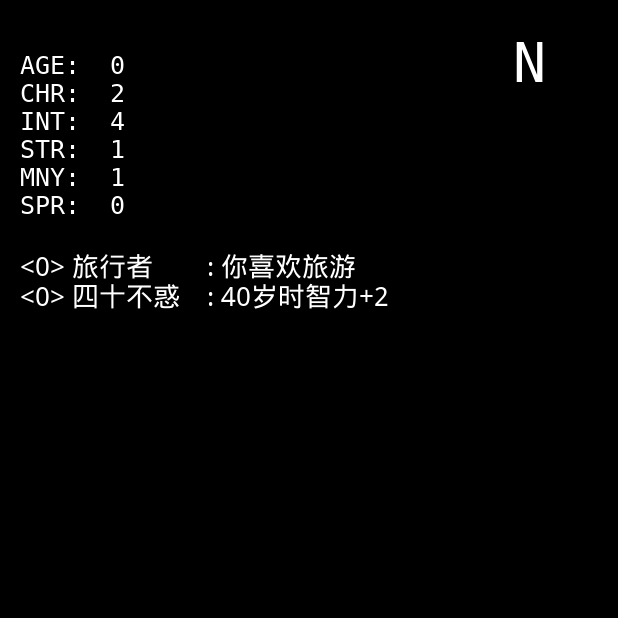 N
AGE: 0
CHR: 2
INT: 4
STR: 1
MNY: 1
SPR: 0
<0> 旅行者 : 你喜欢旅游
<0> 四十不惑 : 40岁时智力+2